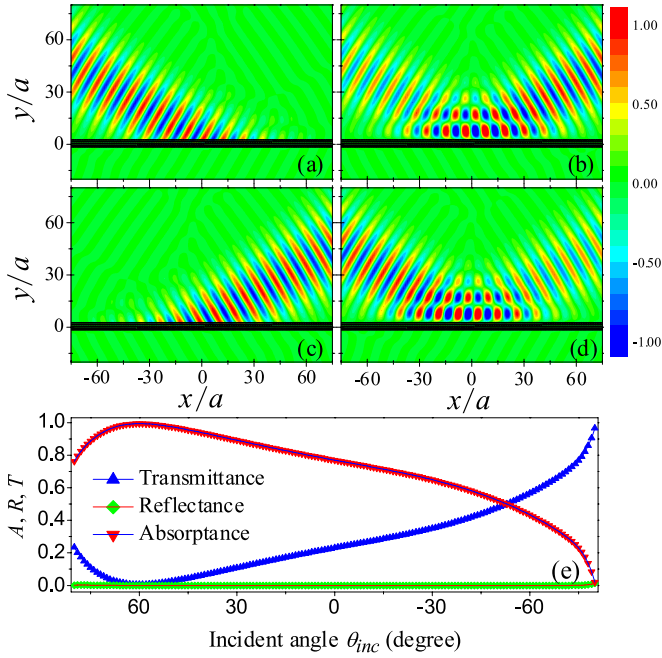 y/a
60
30
0
(a)
(b)
1.00
0.50
0.00
-0.50
-1.00
y/a
60
30
0
(c)
(d)
-60 -30 0 30 60
-60 -30 0 30 60
x/a
x/a
A, R, T
1.0
0.8
0.6
0.4
0.2
0.0
Transmittance
Reflectance
Absorptance
(e)
60 30 0 -30 -60
Incident angle θinc (degree)